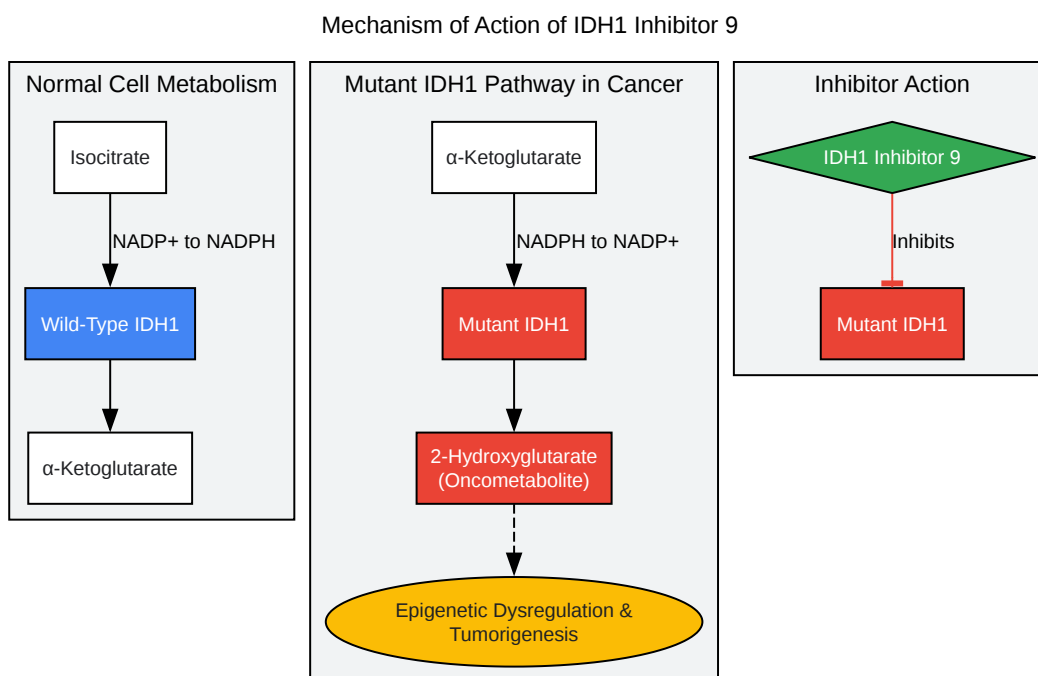 Mechanism of Action of IDH1 Inhibitor 9
Normal Cell Metabolism
Isocitrate
NADP+ to NADPH
Wild-Type IDH1
α-Ketoglutarate
Mutant IDH1 Pathway in Cancer
α-Ketoglutarate
NADPH to NADP+
Mutant IDH1
2-Hydroxyglutarate
(Oncometabolite)
Epigenetic Dysregulation &
Tumorigenesis
Inhibitor Action
IDH1 Inhibitor 9
Inhibits
Mutant IDH1